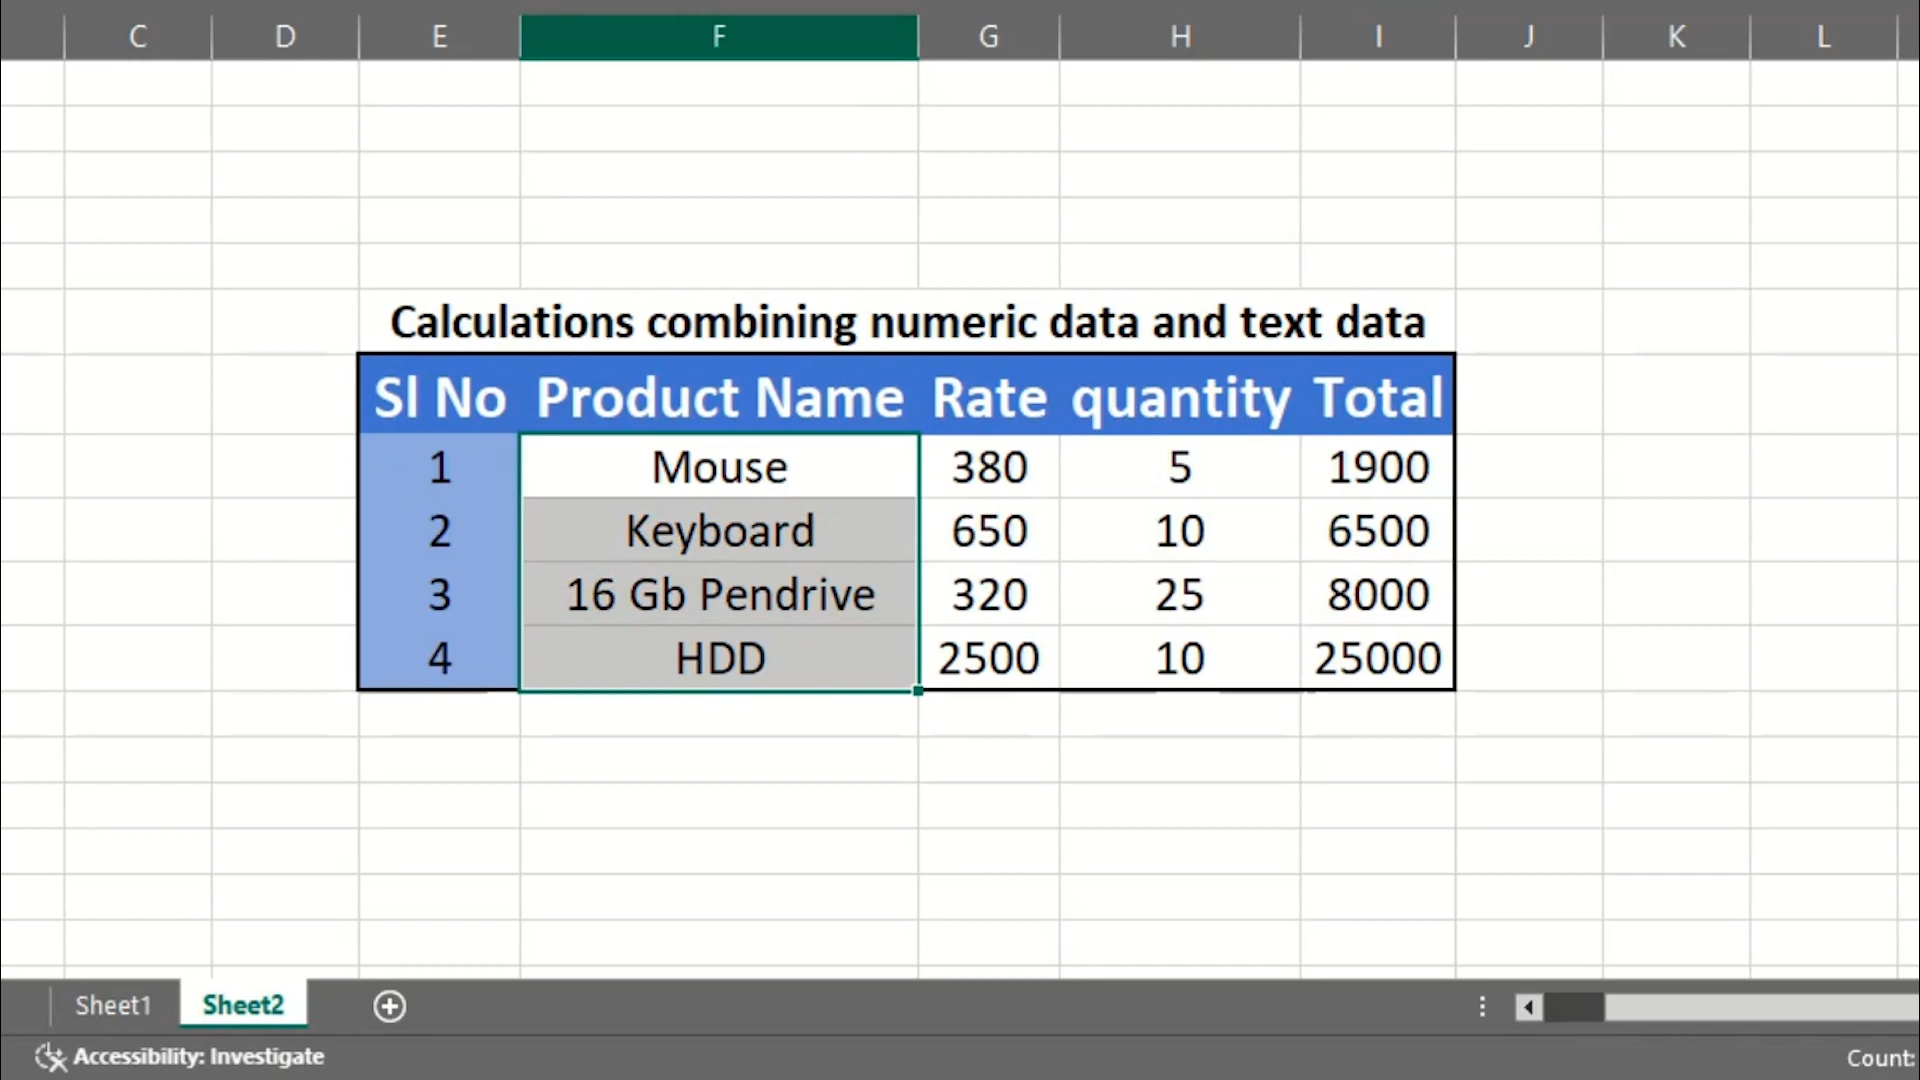 C D E F G H I J K L
Calculations combining numeric data and text data
Sl No Product Name Rate quantity Total
1 Mouse 380 5 1900
2 Keyboard 650 10 6500
3 16 Gb Pendrive 320 25 8000
4 HDD 2500 10 25000
Sheet1 Sheet2
Accessibility: Investigate Count: